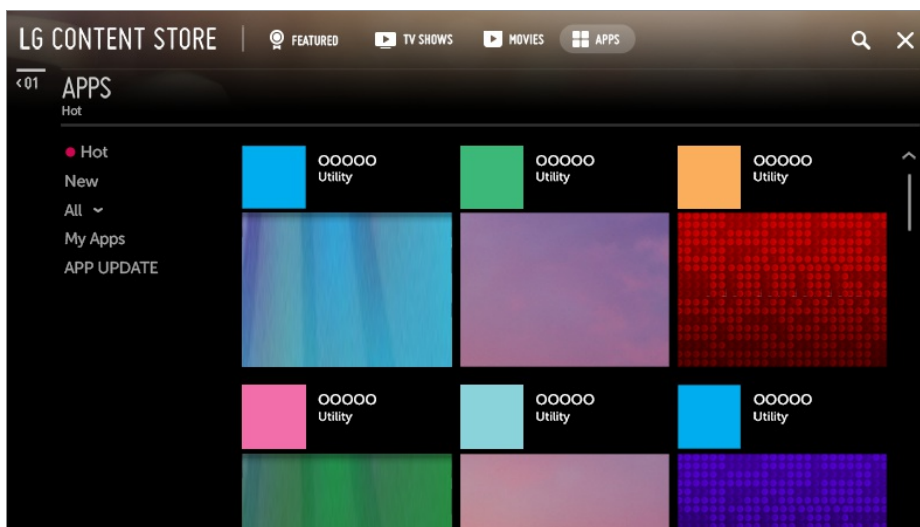 LG CONTENT STORE FEATURED TV SHOWS MOVIES APPS
<01 APPS
Hot
Hot
New
All
My Apps
APP UPDATE
OOOOO OOOOO OOOOO
Utility Utility Utility
OOOOO OOOOO OOOOO
Utility Utility Utility